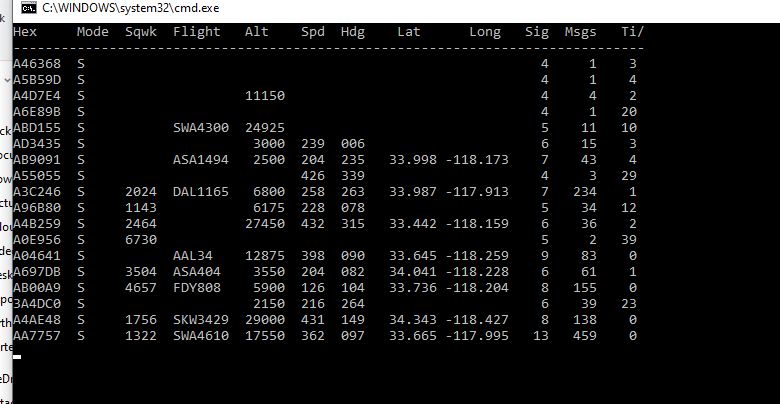 C:\WINDOWS\system32\cmd.exe
Hex Mode Sqwk Flight Alt Spd Hdg Lat Long Sig Msgs Ti/
-------------------------------------------------------------------------------
A46368 S 4 1 3
A5B59D S 4 1 4
A4D7E4 S 11150 4 4 2
A6E89B S 4 1 20
ABD155 S SWA4300 24925 5 11 10
AD3435 S 3000 239 006 6 15 3
AB9091 S ASA1494 2500 204 235 33.998 -118.173 7 43 4
A55055 S 426 339 4 3 29
A3C246 S 2024 DAL1165 6800 258 263 33.987 -117.913 7 234 1
A96B80 S 1143 6175 228 078 5 34 12
A4B259 S 2464 27450 432 315 33.442 -118.159 6 36 2
A0E956 S 6730 5 2 39
A04641 S AAL34 12875 398 090 33.645 -118.259 9 83 0
A697DB S 3504 ASA404 3550 204 082 34.041 -118.228 6 61 1
AB00A9 S 4657 FDY808 5900 126 104 33.736 -118.204 8 155 0
3A4DC0 S 2150 216 264 6 39 23
A4AE48 S 1756 SKW3429 29000 431 149 34.343 -118.427 8 138 0
AA7757 S 1322 SWA4610 17550 362 097 33.665 -117.995 13 459 0